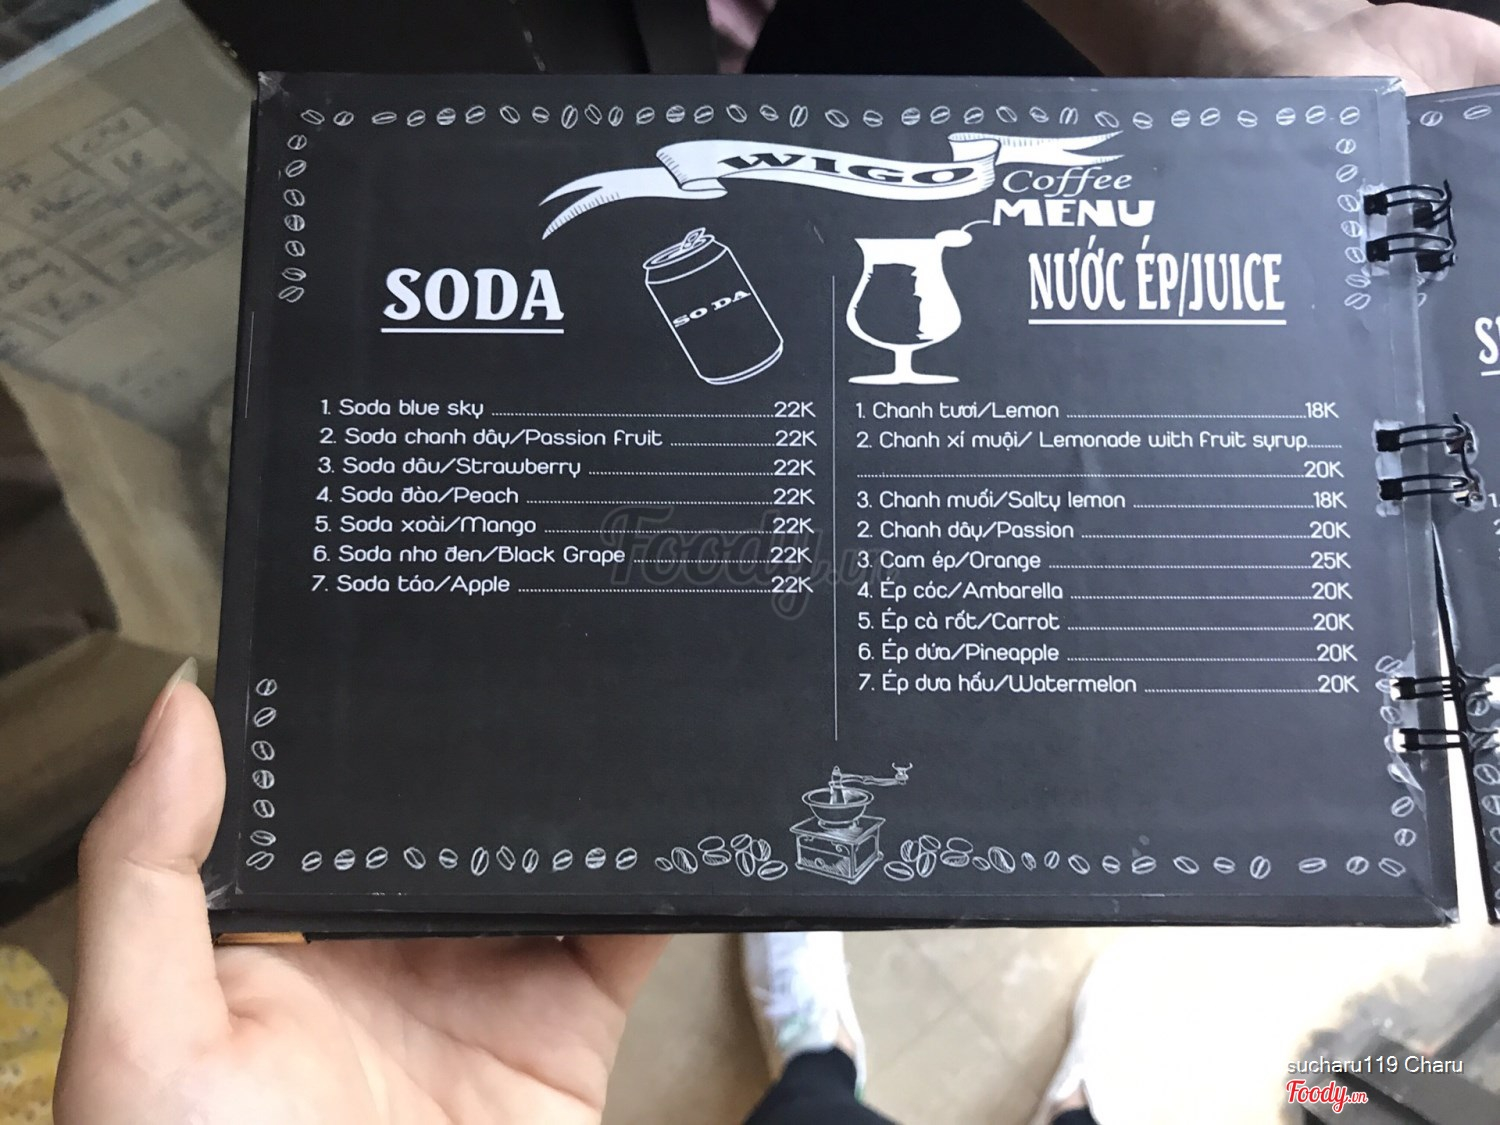 WIGO
Coffee
MENU
SODA
SODA
1. Soda blue sky ........ 22K
2. Soda chanh dây/Passion fruit ........ 22K
3. Soda dâu/Strawberry ........ 22K
4. Soda đào/Peach ........ 22K
5. Soda xoài/Mango ........ 22K
6. Soda nho đen/Black Grape ........ 22K
7. Soda táo/Apple ........ 22K
NƯỚC ÉP/JUICE
1. Chanh tươi/Lemon ........ 18K
2. Chanh xí muội/ Lemonade with fruit syrup........
........ 20K
3. Chanh muối/Salty lemon ........ 18K
2. Chanh dây/Passion ........ 20K
3. Cam ép/Orange ........ 25K
4. Ép cóc/Ambarella ........ 20K
5. Ép cà rốt/Carrot ........ 20K
6. Ép dứa/Pineapple ........ 20K
7. Ép dưa hấu/Watermelon ........ 20K
Foody.vn
sucharu119 Charu
Foody.vn